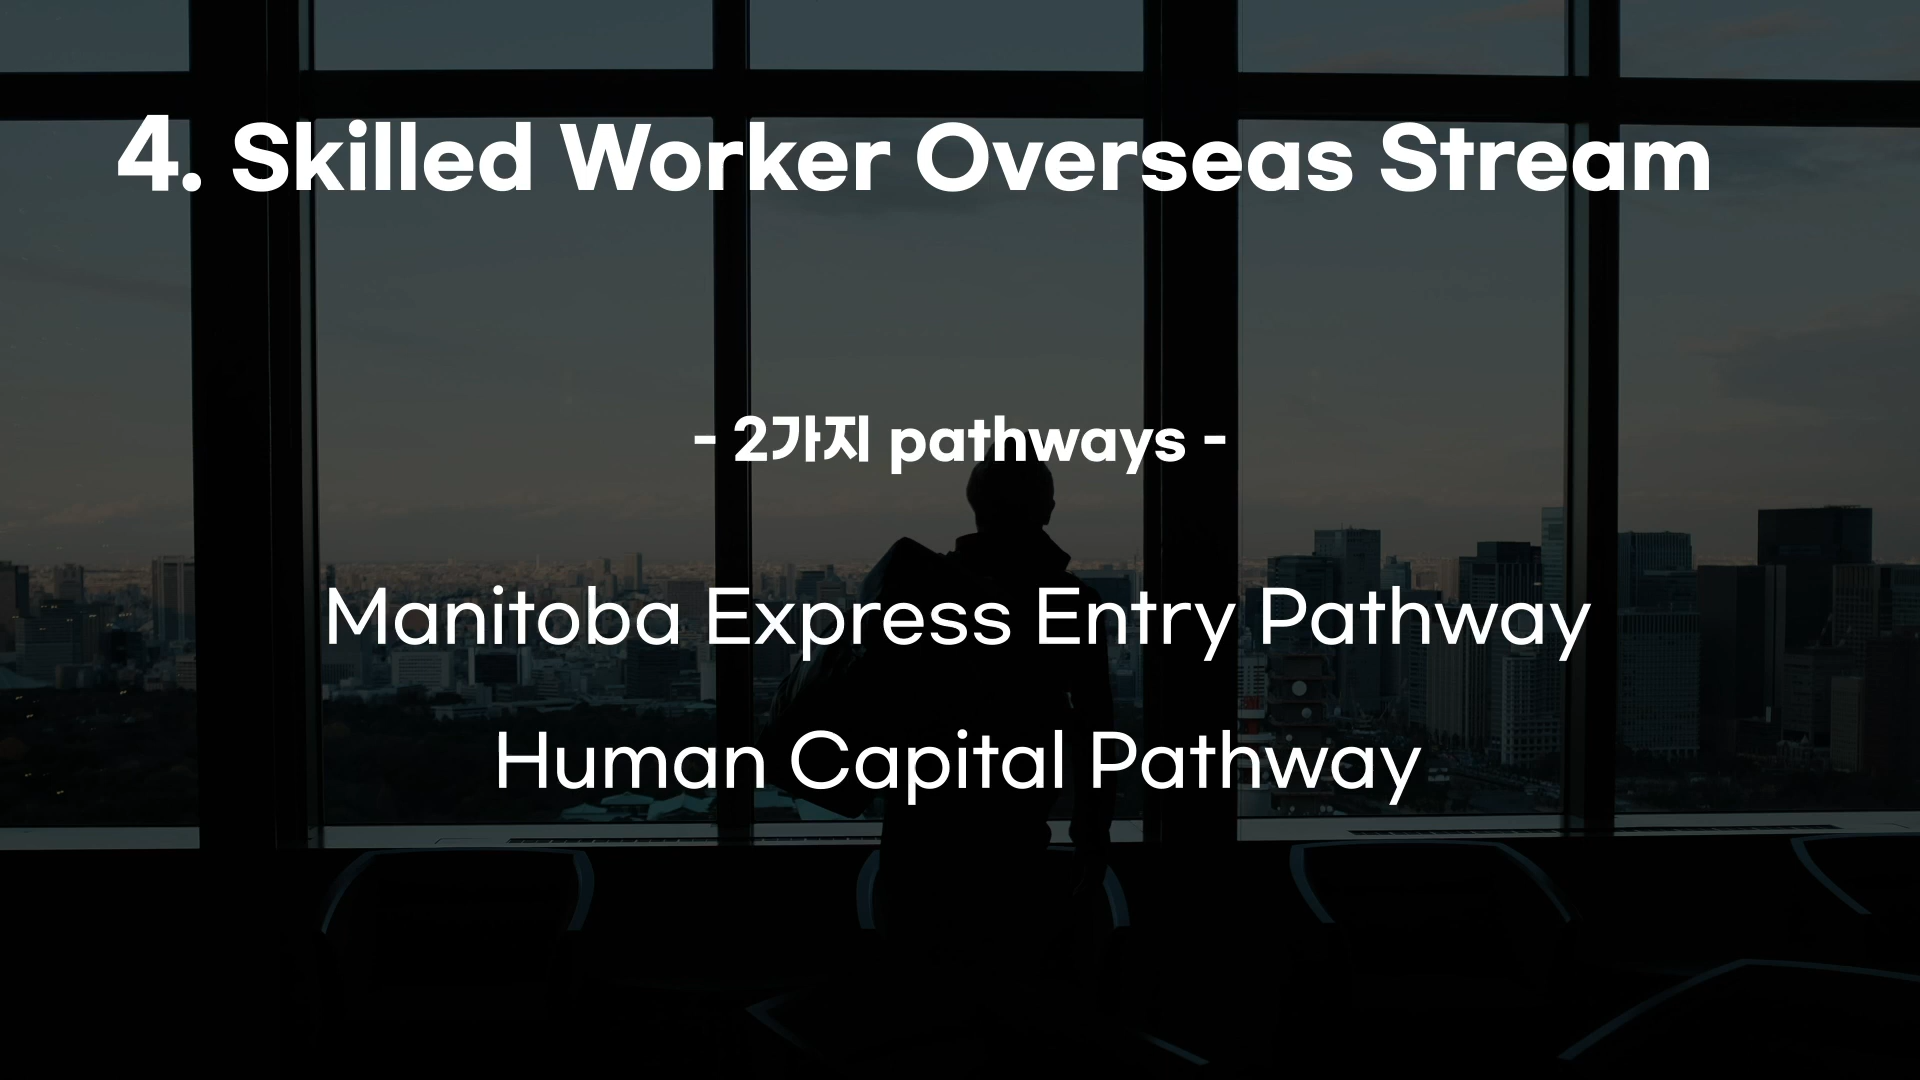 4. Skilled Worker Overseas Stream
- 2가지 pathways -
Manitoba Express Entry Pathway
Human Capital Pathway